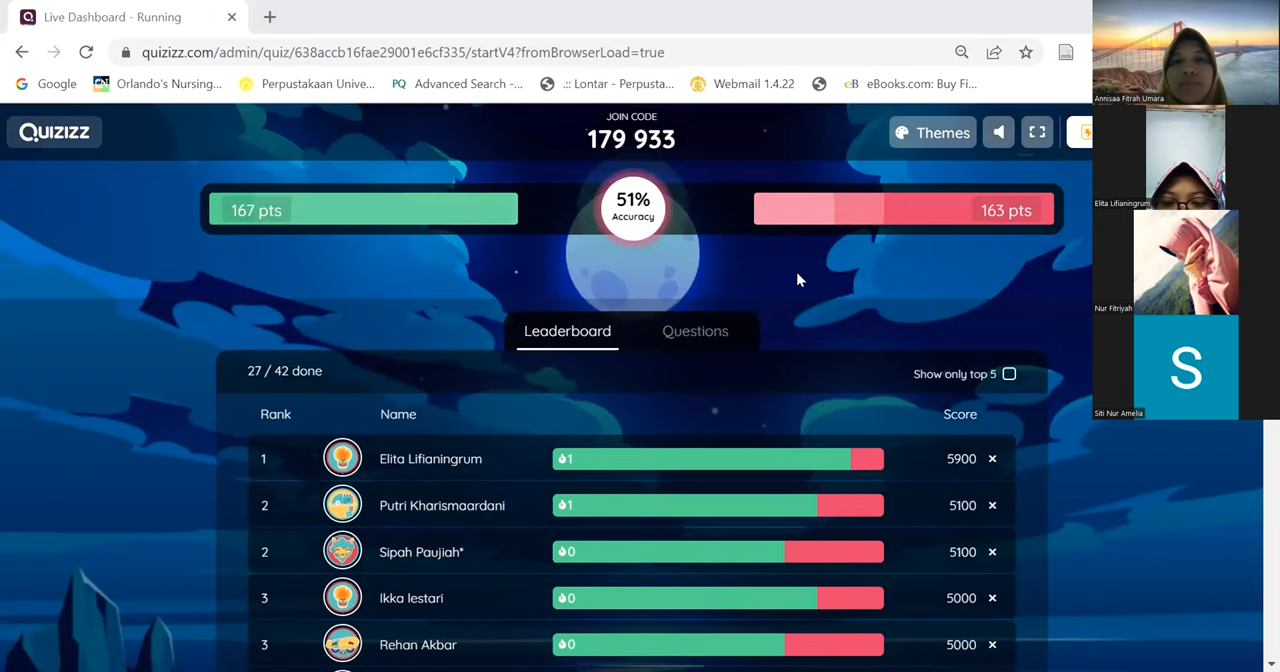 Live Dashboard - Running
quizizz.com/admin/quiz/638accb16fae29001e6cf335/startV4?fromBrowserLoad=true
Google
Orlando's Nursing...
Perpustakaan Unive...
PQ Advanced Search -...
.:: Lontar - Perpusta...
Webmail 1.4.22
eB eBooks.com: Buy Fi...
QUIZIZZ
JOIN CODE
179 933
Themes
167 pts
51%
Accuracy
163 pts
Leaderboard
Questions
27 / 42 done
Show only top 5
Rank Name Score
1 Elita Lifianingrum 1 5900 ×
2 Putri Kharismaardani 1 5100 ×
2 Sipah Paujiah* 0 5100 ×
3 Ikka lestari 0 5000 ×
3 Rehan Akbar 0 5000 ×
Annisaa Fitrah Umara
Elita Lifianingrum
Nur Fitriyah
S
Siti Nur Amelia